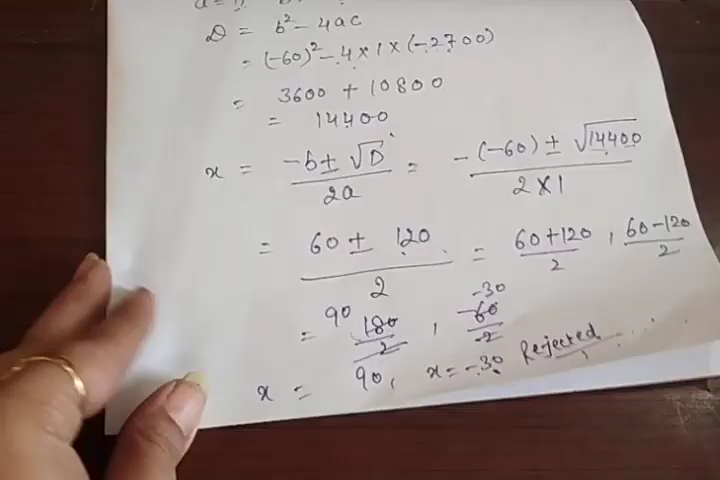 D = b² - 4ac
= (-60)² - 4 × 1 × (-2700)
= 3600 + 10800
= 14400
x = -b ± √D / 2a = -(-60) ± √14400 / 2 × 1
= 60 ± 120 / 2 = 60+120 / 2 , 60-120 / 2
= 90 180 / 2 , -30 -60 / 2
x = 90, x = -30 Rejected